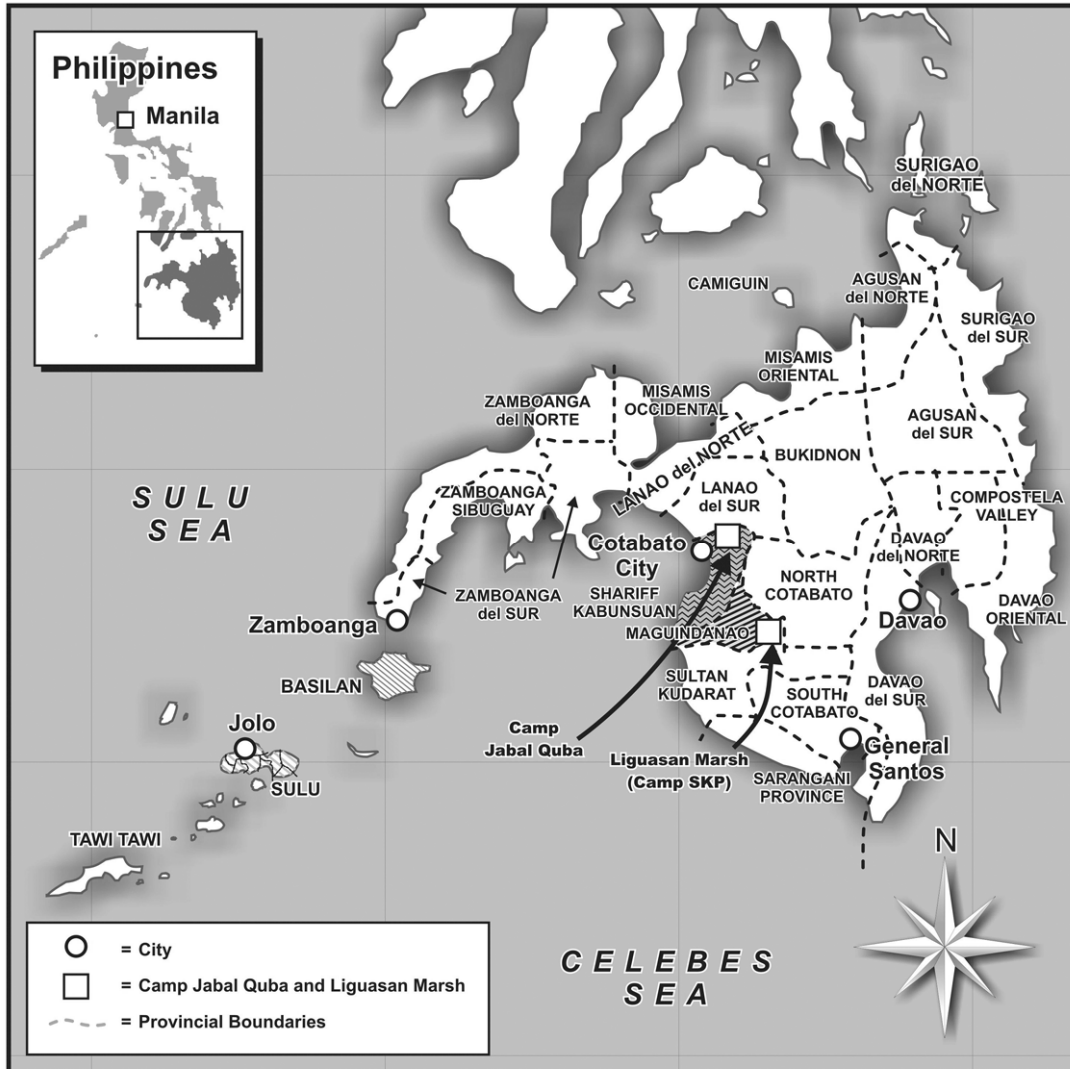 Philippines
Manila
SURIGAO
del NORTE
CAMIGUIN
AGUSAN
del NORTE
SURIGAO
del SUR
MISAMIS
ORIENTAL
MISAMIS
OCCIDENTAL
ZAMBOANGA
del NORTE
AGUSAN
del SUR
LANAO del NORTE
BUKIDNON
SULU
SEA
ZAMBOANGA
SIBUGUAY
LANAO
del SUR
COMPOSTELA
VALLEY
Cotabato
City
DAVAO
del NORTE
NORTH
COTABATO
SHARIFF
KABUNSUAN
ZAMBOANGA
del SUR
DAVAO
ORIENTAL
Zamboanga
Davao
MAGUINDANAO
BASILAN
SULTAN
KUDARAT
SOUTH
COTABATO
DAVAO
del SUR
Jolo
Camp
Jabal Quba
Liguasan Marsh
(Camp SKP)
General
Santos
SULU
SARANGANI
PROVINCE
TAWI TAWI
N
CELEBES
SEA
= City
= Camp Jabal Quba and Liguasan Marsh
= Provincial Boundaries